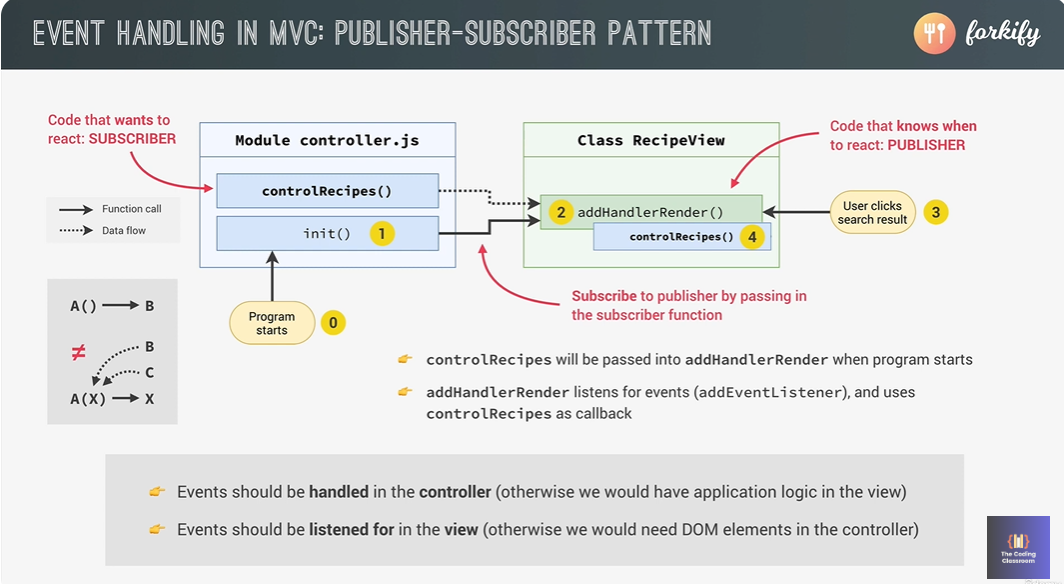 EVENT HANDLING IN MVC: PUBLISHER-SUBSCRIBER PATTERN
forkify
Code that wants to
react: SUBSCRIBER
Module controller.js
Class RecipeView
Code that knows when
to react: PUBLISHER
controlRecipes()
Function call
Data flow
init() 1
2 addHandlerRender()
controlRecipes() 4
User clicks
search result
3
Subscribe to publisher by passing in
the subscriber function
Program
starts
0
A() B
≠
B
C
A(X) X
👉 controlRecipes will be passed into addHandlerRender when program starts
👉 addHandlerRender listens for events (addEventListener), and uses
controlRecipes as callback
👉 Events should be handled in the controller (otherwise we would have application logic in the view)
👉 Events should be listened for in the view (otherwise we would need DOM elements in the controller)
The Coding
Classroom